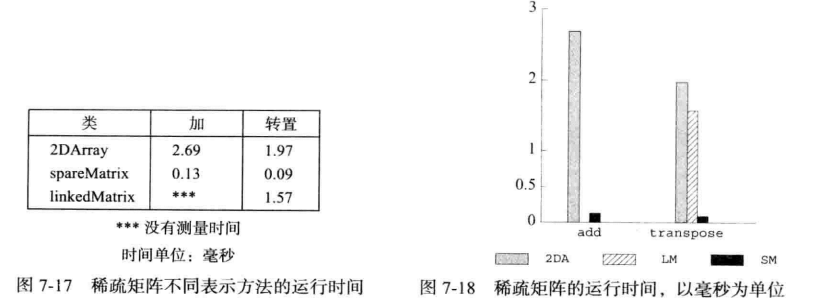 类 加 转置
2DArray 2.69 1.97
spareMatrix 0.13 0.09
linkedMatrix *** 1.57
*** 没有测量时间
时间单位：毫秒
图 7-17 稀疏矩阵不同表示方法的运行时间
3
2
1
0.5
0
add transpose
2DA LM SM
图 7-18 稀疏矩阵的运行时间，以毫秒为单位